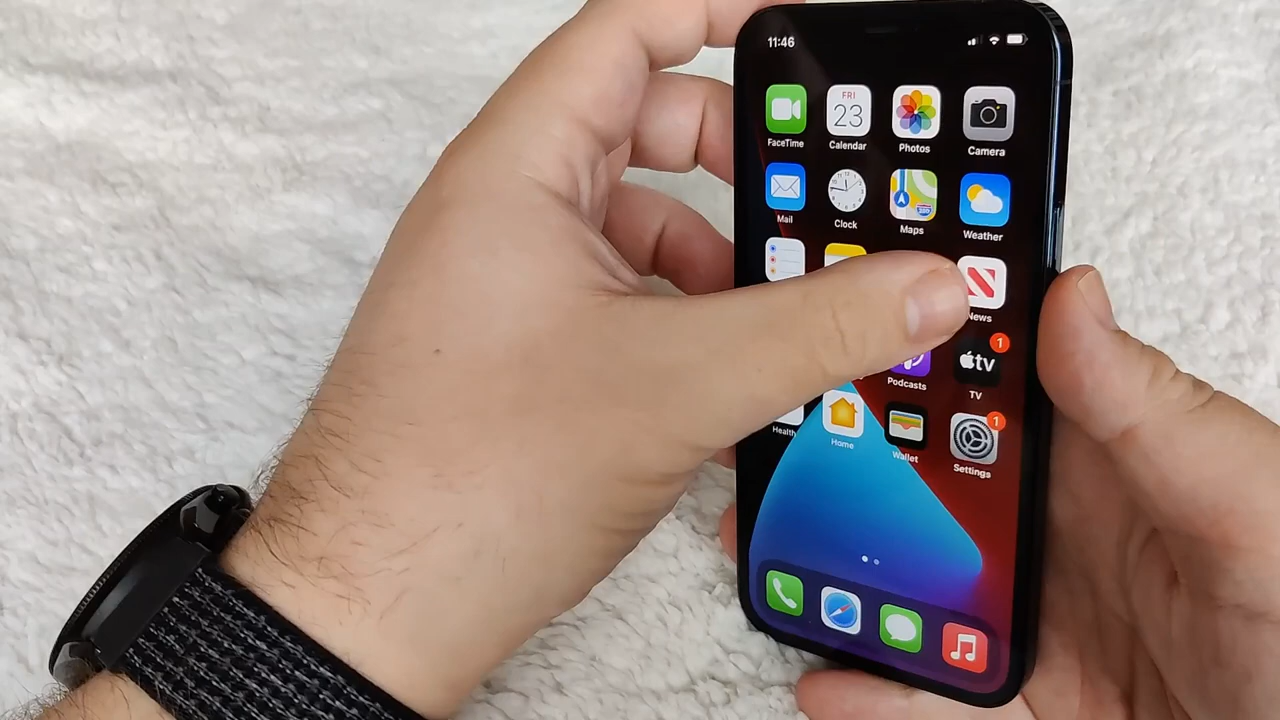 11:46
FRI
23
FaceTime
Calendar
Photos
Camera
Mail
Clock
Maps
Weather
News
1
tv
Podcasts
TV
1
Health
Home
Wallet
Settings